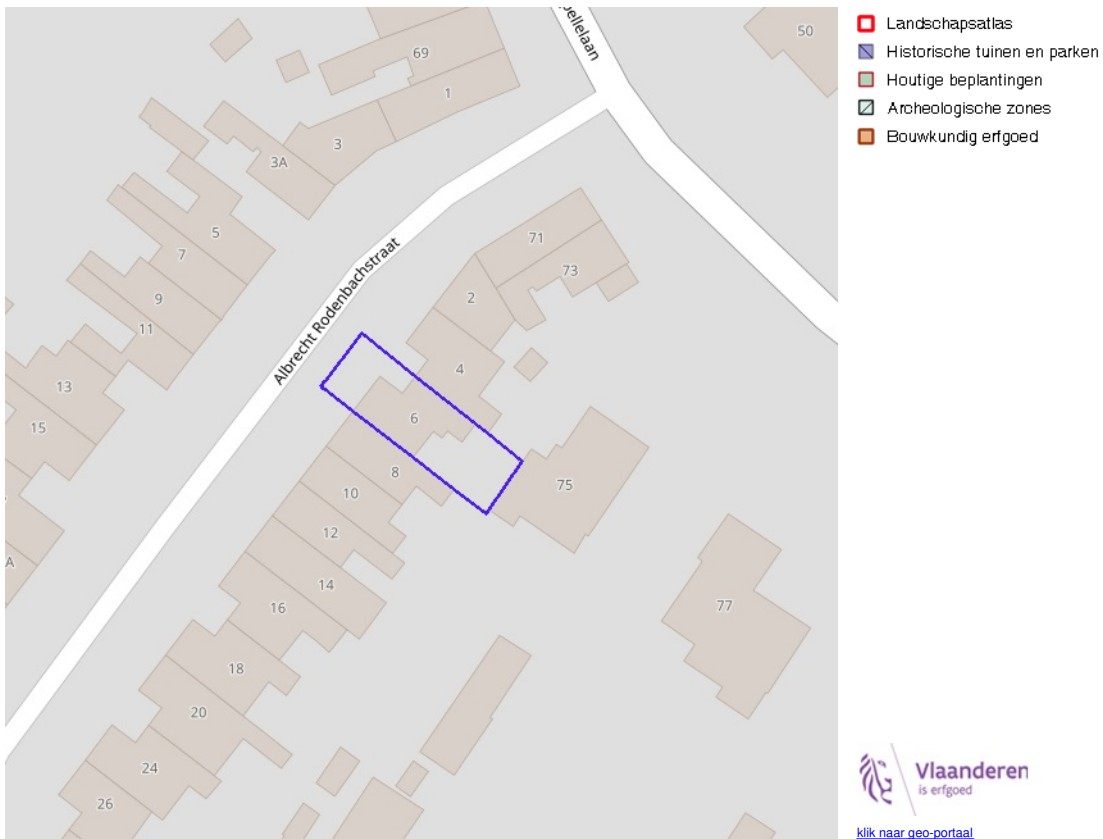 Landschapsatlas
Historische tuinen en parken
Houtige beplantingen
Archeologische zones
Bouwkundig erfgoed
50
69
1
3
3A
5
7
9
11
13
15
A
pellelaan
Albrecht Rodenbachstraat
71
73
2
4
6
8
10
12
14
16
18
20
24
26
75
77
Vlaanderen
is erfgoed
klik naar geo-portaal